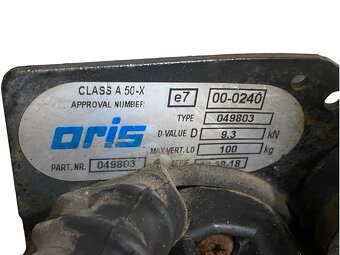 CLASS A 50-X
APPROVAL NUMBER: e7 00-0240
TYPE 049803
oris D-VALUE D 9,3 kN
MAX.VERT. LD 100 kg
PART. NR. 049803 SERIE